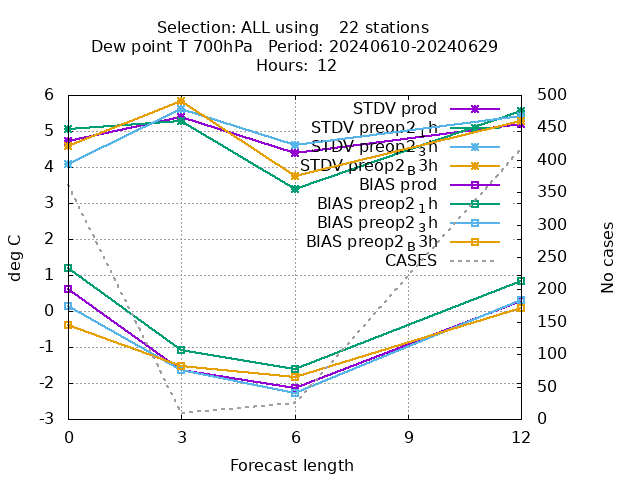 Selection: ALL using    22 stations
Dew point T 700hPa   Period: 20240610-20240629
Hours: 12
deg C
6
5
4
3
2
1
0
-1
-2
-3
STDV prod
STDV preop2_1h
STDV preop2_3h
STDV preop2_B3h
BIAS prod
BIAS preop2_1h
BIAS preop2_3h
BIAS preop2_B3h
CASES
500
450
400
350
300
250
200
150
100
50
0
No cases
0 3 6 9 12
Forecast length